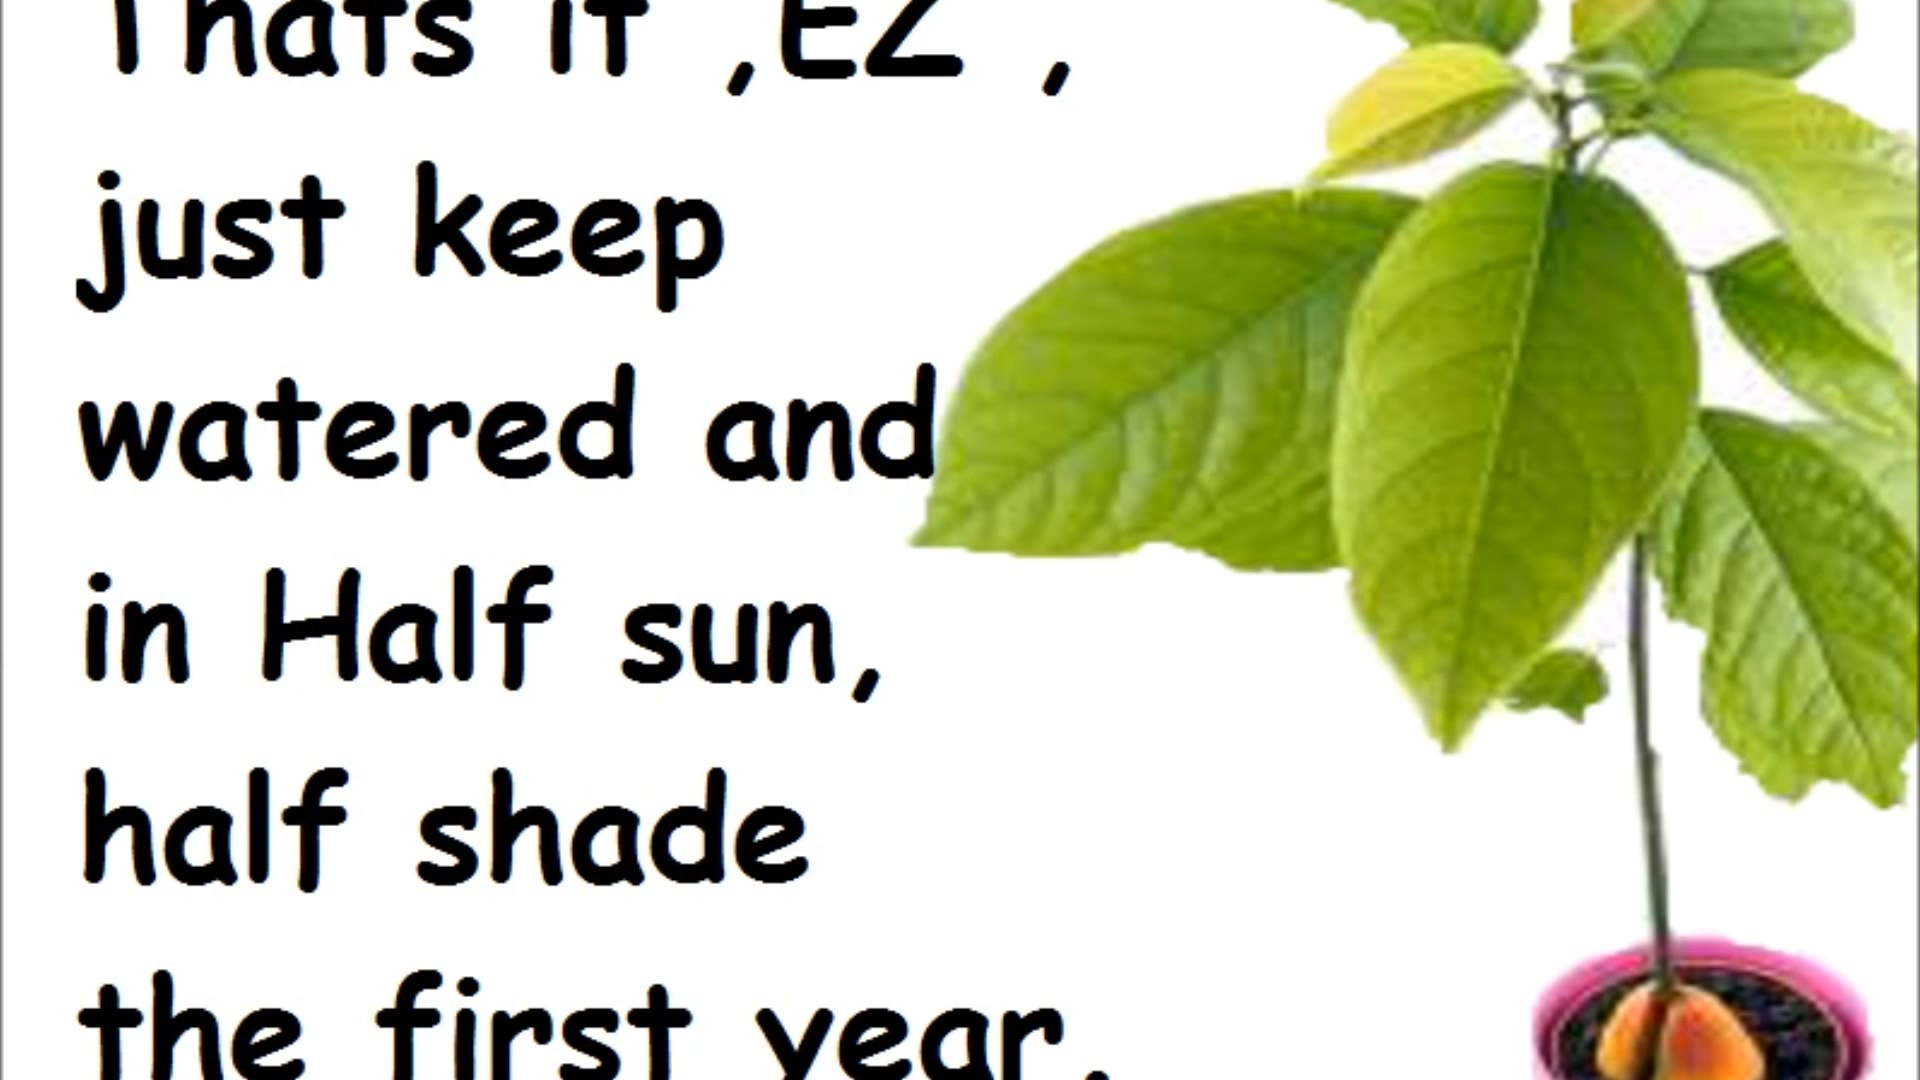 Thats it ,EZ ,
just keep
watered and
in Half sun,
half shade
the first year.